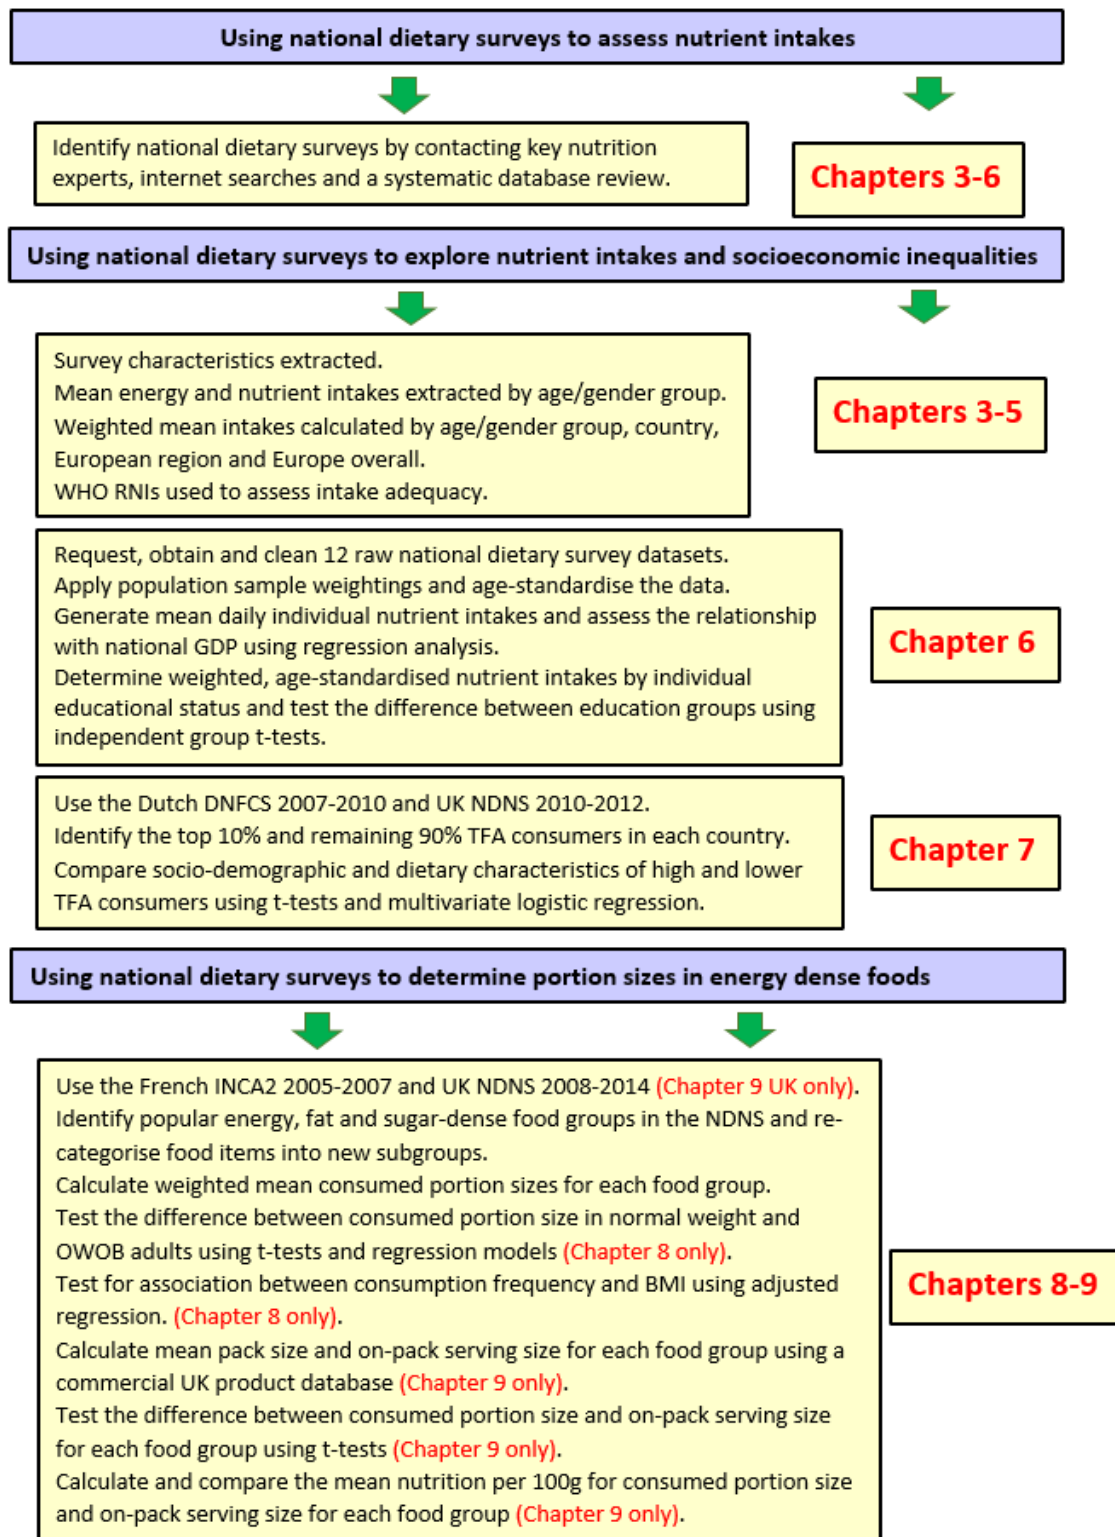 Using national dietary surveys to assess nutrient intakes
Identify national dietary surveys by contacting key nutrition
experts, internet searches and a systematic database review.
Chapters 3-6
Using national dietary surveys to explore nutrient intakes and socioeconomic inequalities
Survey characteristics extracted.
Mean energy and nutrient intakes extracted by age/gender group.
Weighted mean intakes calculated by age/gender group, country,
European region and Europe overall.
WHO RNIs used to assess intake adequacy.
Chapters 3-5
Request, obtain and clean 12 raw national dietary survey datasets.
Apply population sample weightings and age-standardise the data.
Generate mean daily individual nutrient intakes and assess the relationship
with national GDP using regression analysis.
Determine weighted, age-standardised nutrient intakes by individual
educational status and test the difference between education groups using
independent group t-tests.
Chapter 6
Use the Dutch DNFCS 2007-2010 and UK NDNS 2010-2012.
Identify the top 10% and remaining 90% TFA consumers in each country.
Compare socio-demographic and dietary characteristics of high and lower
TFA consumers using t-tests and multivariate logistic regression.
Chapter 7
Using national dietary surveys to determine portion sizes in energy dense foods
Use the French INCA2 2005-2007 and UK NDNS 2008-2014 (Chapter 9 UK only).
Identify popular energy, fat and sugar-dense food groups in the NDNS and re-
categorise food items into new subgroups.
Calculate weighted mean consumed portion sizes for each food group.
Test the difference between consumed portion size in normal weight and
OWOB adults using t-tests and regression models (Chapter 8 only).
Test for association between consumption frequency and BMI using adjusted
regression. (Chapter 8 only).
Calculate mean pack size and on-pack serving size for each food group using a
commercial UK product database (Chapter 9 only).
Test the difference between consumed portion size and on-pack serving size
for each food group using t-tests (Chapter 9 only).
Calculate and compare the mean nutrition per 100g for consumed portion size
and on-pack serving size for each food group (Chapter 9 only).
Chapters 8-9